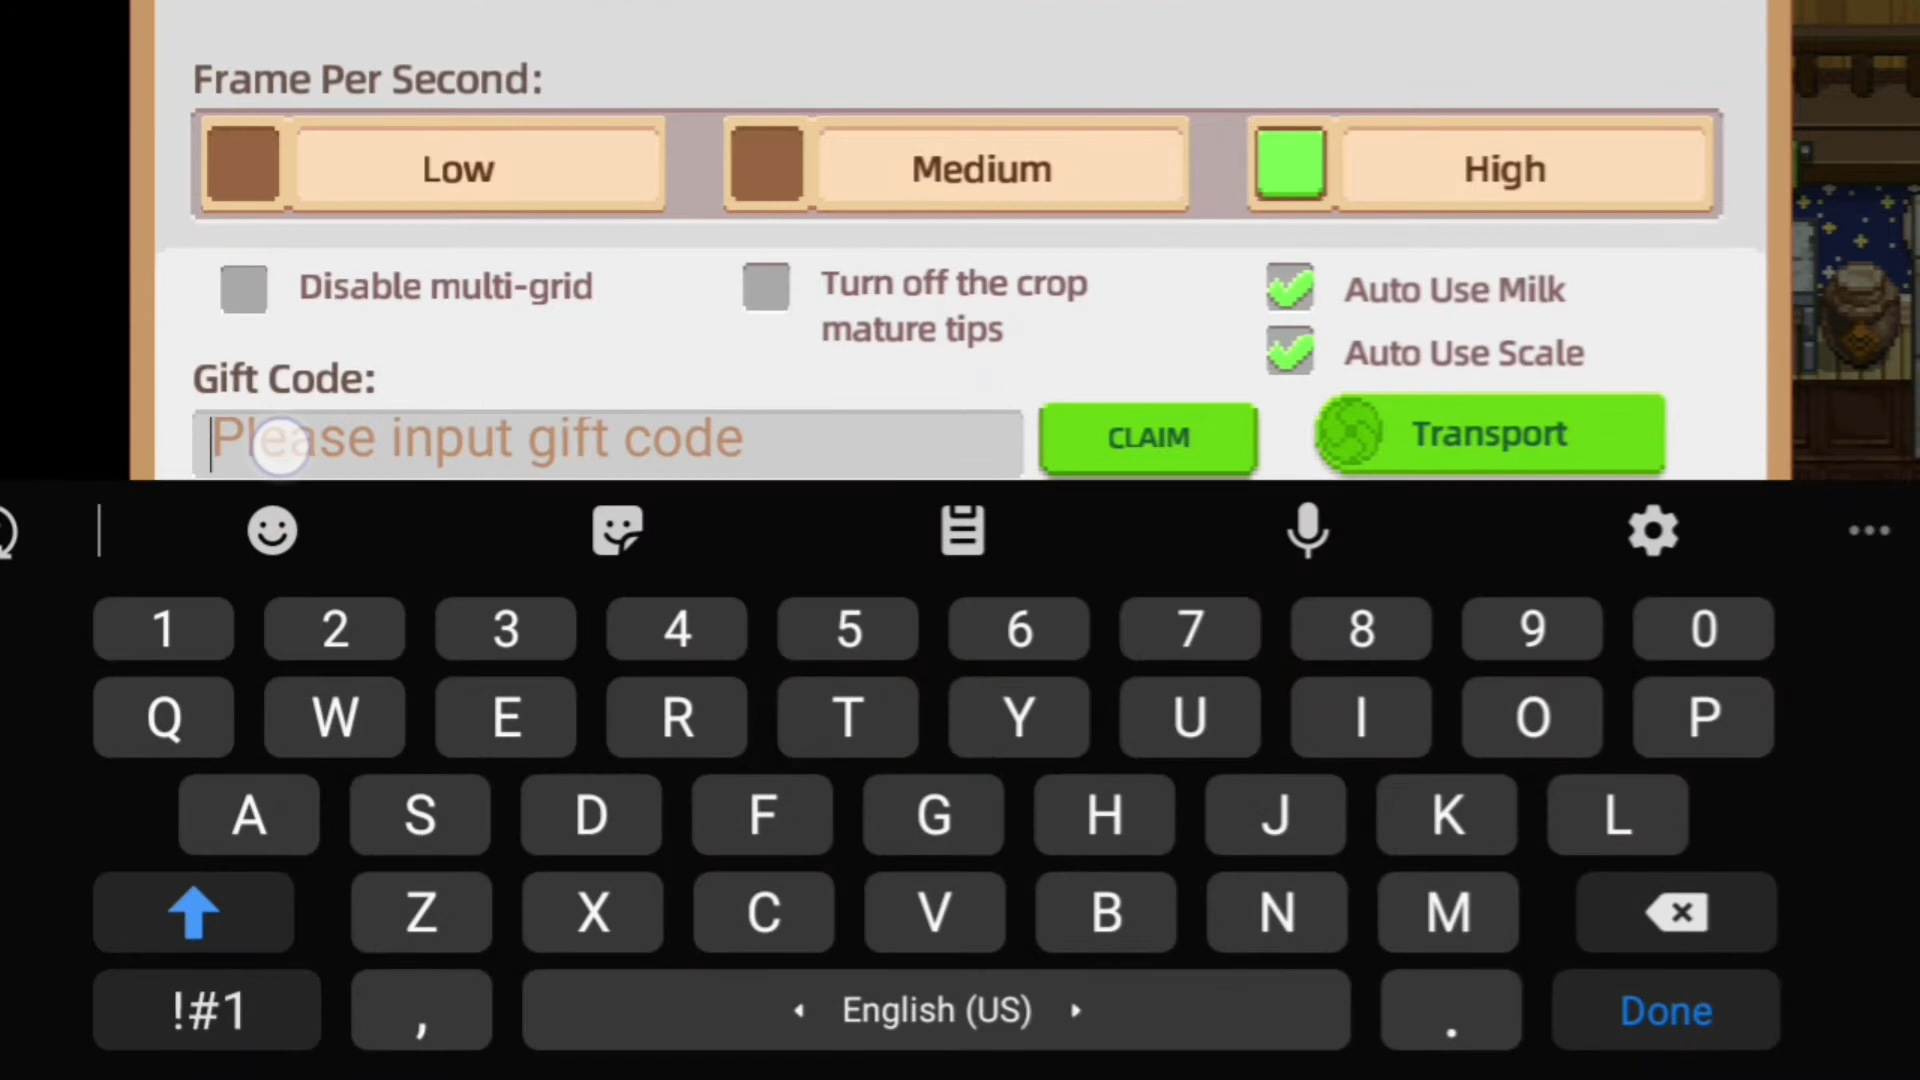 Frame Per Second:
Low Medium High
Disable multi-grid
Turn off the crop
mature tips
Auto Use Milk
Auto Use Scale
Gift Code:
Please input gift code
CLAIM
Transport
1 2 3 4 5 6 7 8 9 0
Q W E R T Y U I O P
A S D F G H J K L
Z X C V B N M
!#1 , English (US) . Done